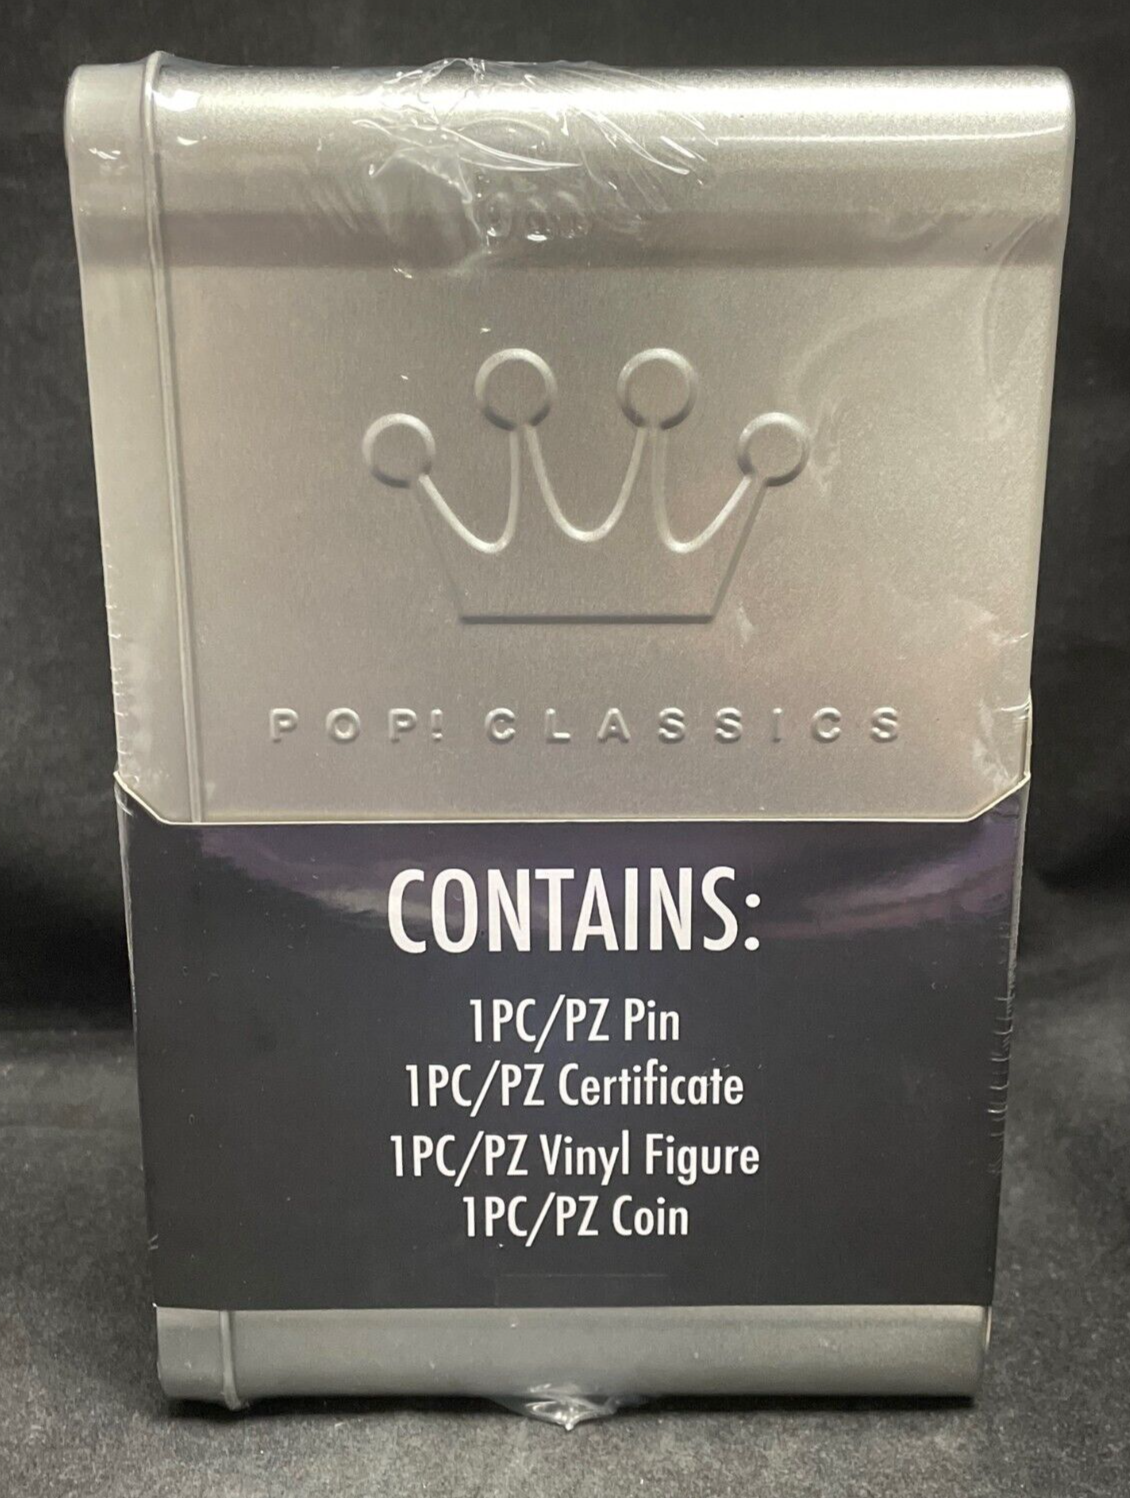 POP! CLASSICS
CONTAINS:
1PC/PZ Pin
1PC/PZ Certificate
1PC/PZ Vinyl Figure
1PC/PZ Coin